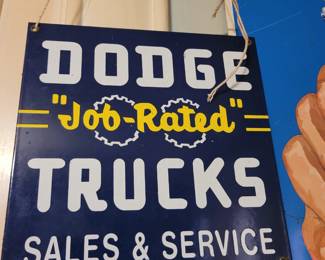 DODGE
"Job-Rated"
TRUCKS
SALES & SERVICE